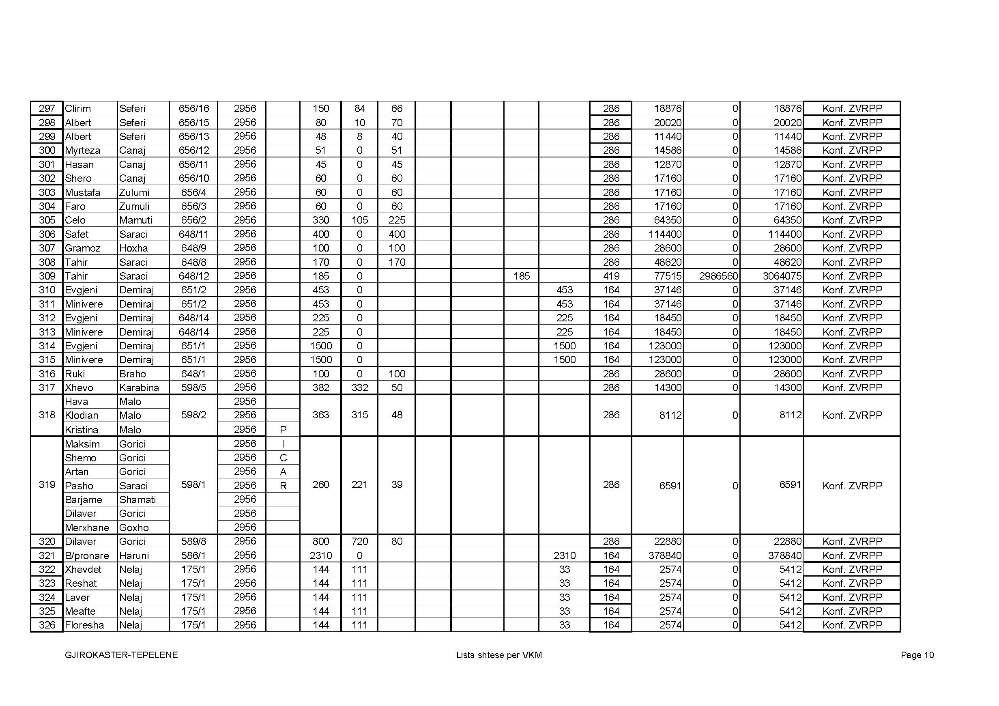 297 Clirim Seferi 656/16 2956 150 84 66 286 18876 0 18876 Konf. ZVRPP
298 Albert Seferi 656/15 2956 80 10 70 286 20020 0 20020 Konf. ZVRPP
299 Albert Seferi 656/13 2956 48 8 40 286 11440 0 11440 Konf. ZVRPP
300 Myrteza Canaj 656/12 2956 51 0 51 286 14586 0 14586 Konf. ZVRPP
301 Hasan Canaj 656/11 2956 45 0 45 286 12870 0 12870 Konf. ZVRPP
302 Shero Canaj 656/10 2956 60 0 60 286 17160 0 17160 Konf. ZVRPP
303 Mustafa Zulumi 656/4 2956 60 0 60 286 17160 0 17160 Konf. ZVRPP
304 Faro Zumuli 656/3 2956 60 0 60 286 17160 0 17160 Konf. ZVRPP
305 Celo Mamuti 656/2 2956 330 105 225 286 64350 0 64350 Konf. ZVRPP
306 Safet Saraci 648/11 2956 400 0 400 286 114400 0 114400 Konf. ZVRPP
307 Gramoz Hoxha 648/9 2956 100 0 100 286 28600 0 28600 Konf. ZVRPP
308 Tahir Saraci 648/8 2956 170 0 170 286 48620 0 48620 Konf. ZVRPP
309 Tahir Saraci 648/12 2956 185 0 185 419 77515 2986560 3064075 Konf. ZVRPP
310 Evgjeni Demiraj 651/2 2956 453 0 453 164 37146 0 37146 Konf. ZVRPP
311 Minivere Demiraj 651/2 2956 453 0 453 164 37146 0 37146 Konf. ZVRPP
312 Evgjeni Demiraj 648/14 2956 225 0 225 164 18450 0 18450 Konf. ZVRPP
313 Minivere Demiraj 648/14 2956 225 0 225 164 18450 0 18450 Konf. ZVRPP
314 Evgjeni Demiraj 651/1 2956 1500 0 1500 164 123000 0 123000 Konf. ZVRPP
315 Minivere Demiraj 651/1 2956 1500 0 1500 164 123000 0 123000 Konf. ZVRPP
316 Ruki Braho 648/1 2956 100 0 100 286 28600 0 28600 Konf. ZVRPP
317 Xhevo Karabina 598/5 2956 382 332 50 286 14300 0 14300 Konf. ZVRPP
Hava Malo 2956
318 Klodian Malo 598/2 2956 363 315 48 286 8112 0 8112 Konf. ZVRPP
Kristina Malo 2956 P
Maksim Gorici 2956 I
Shemo Gorici 2956 C
Artan Gorici 2956 A
319 Pasho Saraci 598/1 2956 R 260 221 39 286 6591 0 6591 Konf. ZVRPP
Barjame Shamati 2956
Dilaver Gorici 2956
Merxhane Goxho 2956
320 Dilaver Gorici 589/8 2956 800 720 80 286 22880 0 22880 Konf. ZVRPP
321 B/pronare Haruni 586/1 2956 2310 0 2310 164 378840 0 378840 Konf. ZVRPP
322 Xhevdet Nelaj 175/1 2956 144 111 33 164 2574 0 5412 Konf. ZVRPP
323 Reshat Nelaj 175/1 2956 144 111 33 164 2574 0 5412 Konf. ZVRPP
324 Laver Nelaj 175/1 2956 144 111 33 164 2574 0 5412 Konf. ZVRPP
325 Meafte Nelaj 175/1 2956 144 111 33 164 2574 0 5412 Konf. ZVRPP
326 Floresha Nelaj 175/1 2956 144 111 33 164 2574 0 5412 Konf. ZVRPP
GJIROKASTER-TEPELENE Lista shtese per VKM Page 10